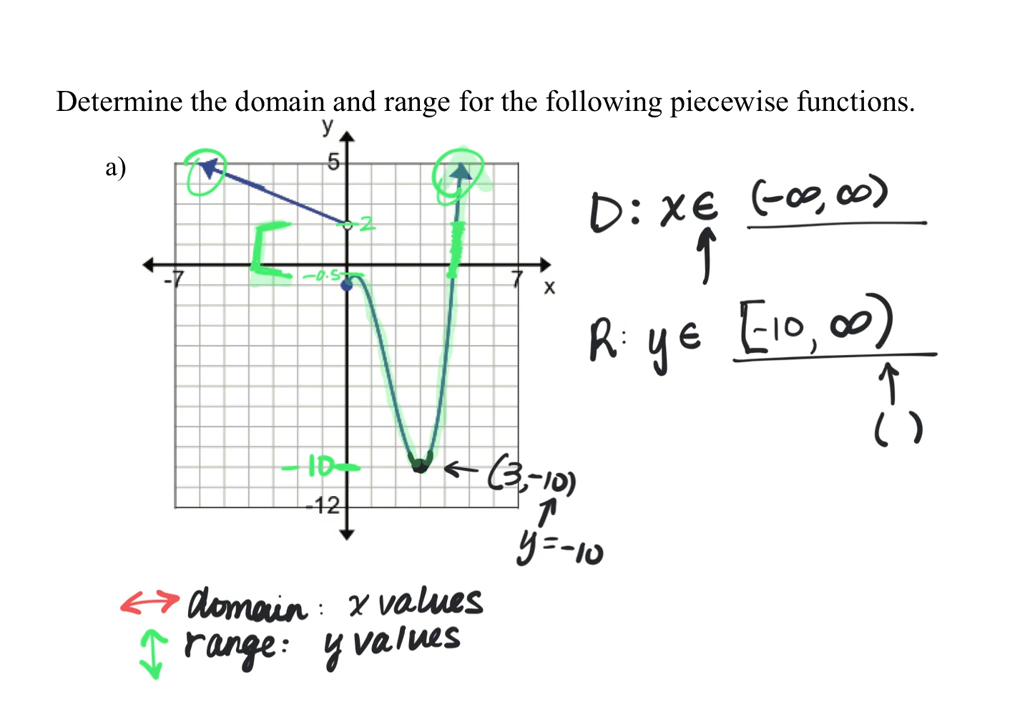 Determine the domain and range for the following piecewise functions.
a)
y
5
2
-7
-0.5
7
x
D: x∈ (-∞, ∞)
R: y∈ [-10, ∞)
( )
-10
(3,-10)
-12
y=-10
domain: x values
range: y values